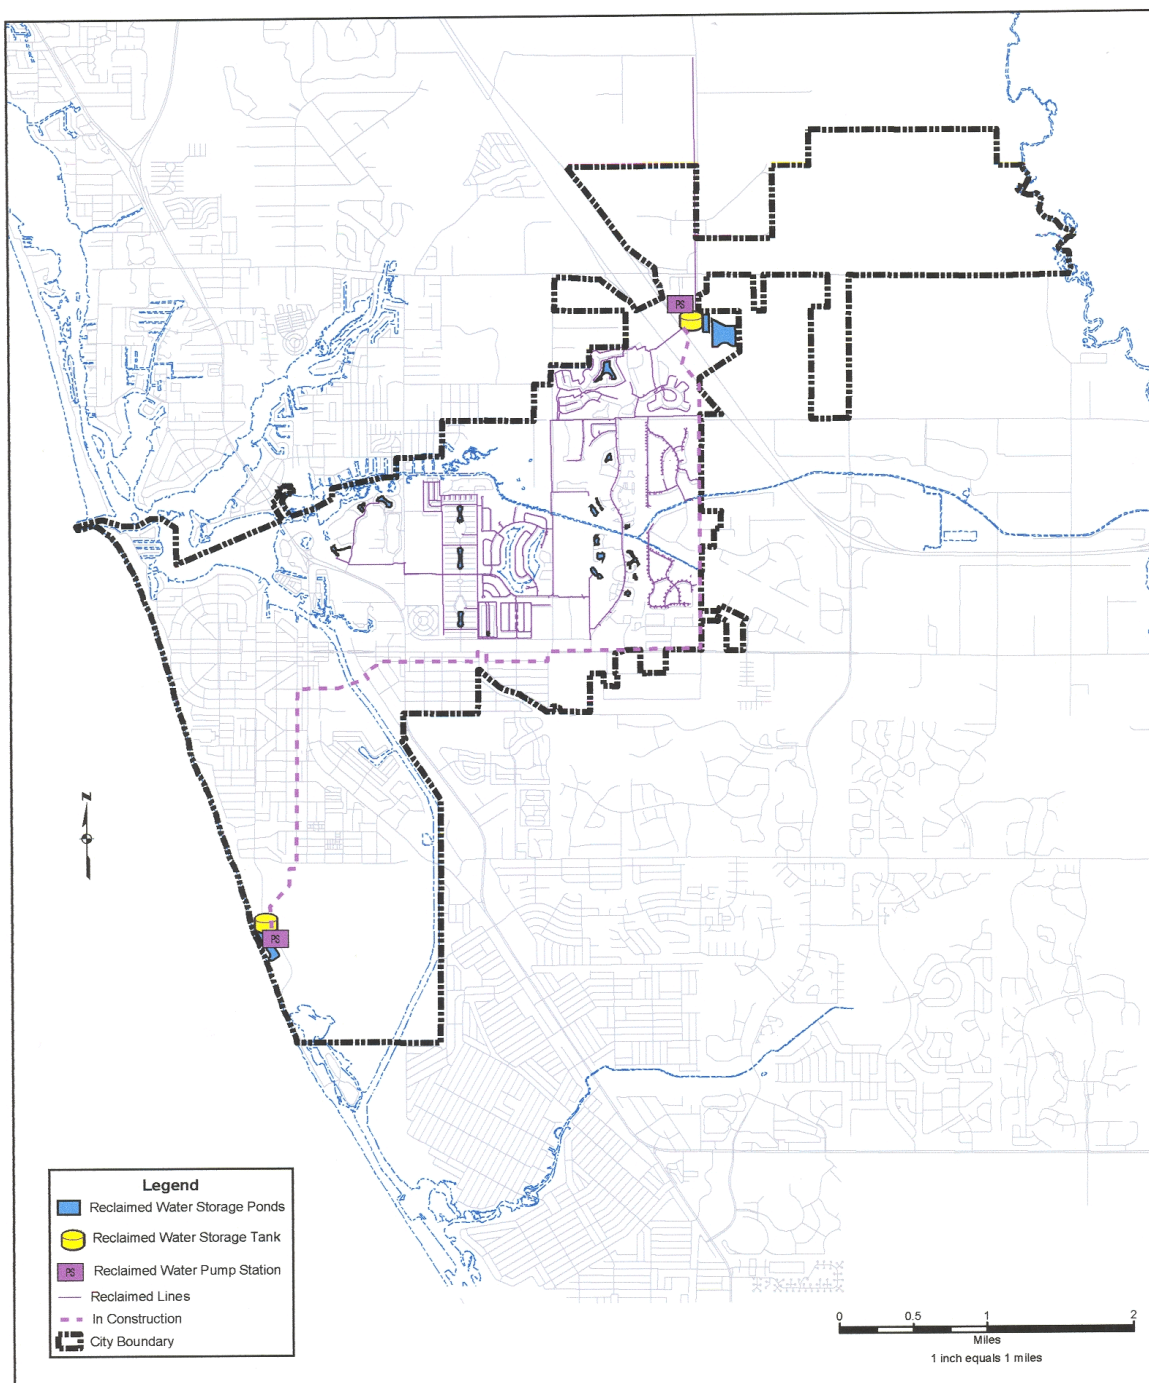 PS
N
PS
Legend
Reclaimed Water Storage Ponds
Reclaimed Water Storage Tank
PS Reclaimed Water Pump Station
Reclaimed Lines
In Construction
City Boundary
0 0.5 1 2
Miles
1 inch equals 1 miles